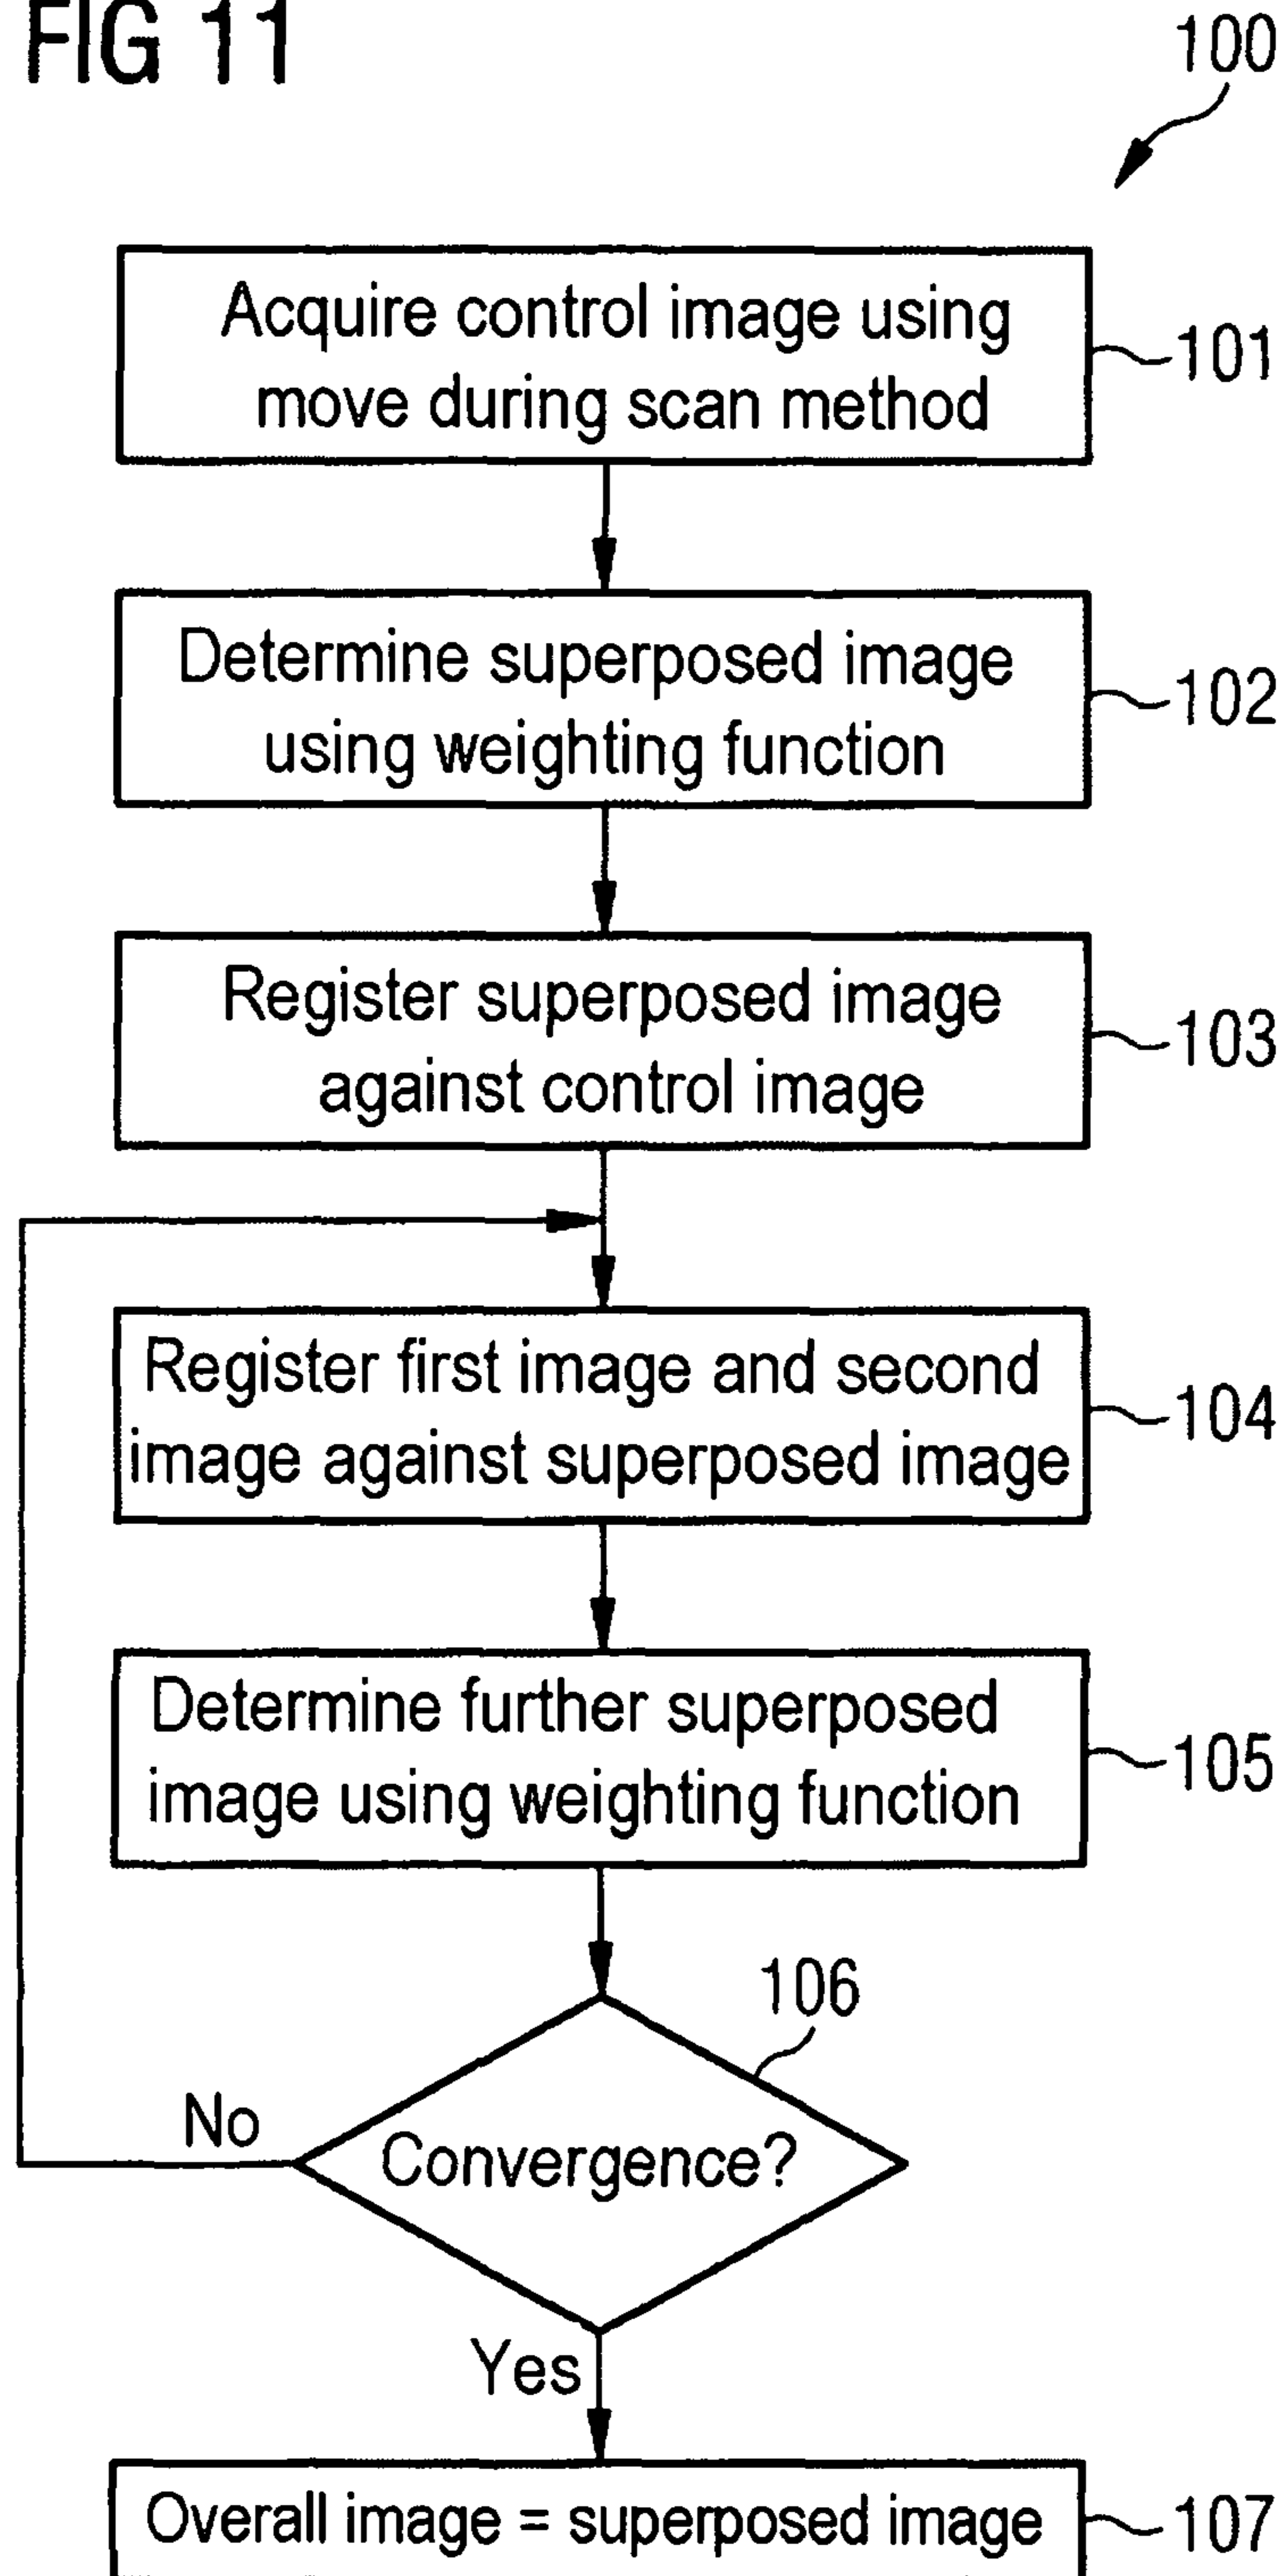 FIG 11
100
Acquire control image using
move during scan method
101
Determine superposed image
using weighting function
102
Register superposed image
against control image
103
Register first image and second
image against superposed image
104
Determine further superposed
image using weighting function
105
106
Convergence?
No
Yes
Overall image = superposed image
107